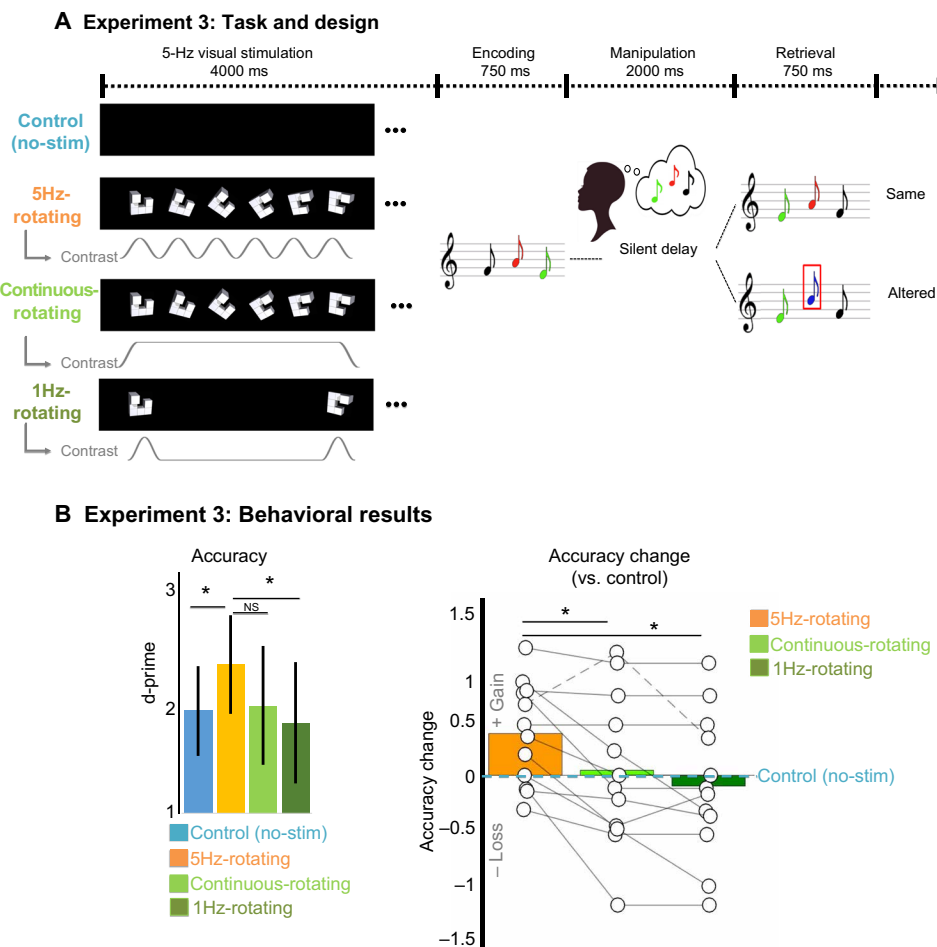 A Experiment 3: Task and design
5-Hz visual stimulation
4000 ms
Encoding
750 ms
Manipulation
2000 ms
Retrieval
750 ms
Control
(no-stim)
5Hz-
rotating
Contrast
Continuous-
rotating
Contrast
1Hz-
rotating
Contrast
Silent delay
Same
Altered
B Experiment 3: Behavioral results
Accuracy
d-prime
3
2
1
*
NS
*
Control (no-stim)
5Hz-rotating
Continuous-rotating
1Hz-rotating
Accuracy change
(vs. control)
Accuracy change
– Loss
+ Gain
1.5
1
0.5
0
–0.5
–1
–1.5
*
*
Control (no-stim)
5Hz-rotating
Continuous-rotating
1Hz-rotating